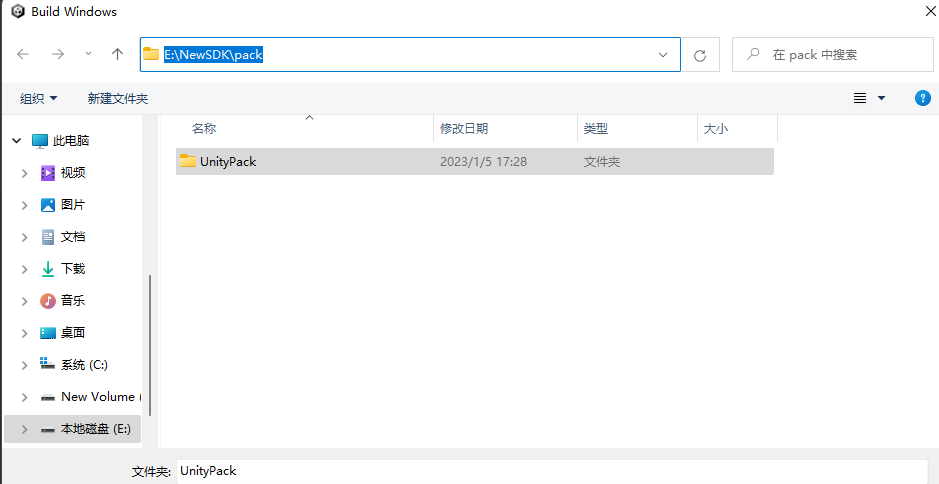 Build Windows
E:\NewSDK\pack
在 pack 中搜索
组织
新建文件夹
?
名称 修改日期 类型 大小
UnityPack 2023/1/5 17:28 文件夹
此电脑
视频
图片
文档
下载
音乐
桌面
系统 (C:)
New Volume (
本地磁盘 (E:)
文件夹: UnityPack